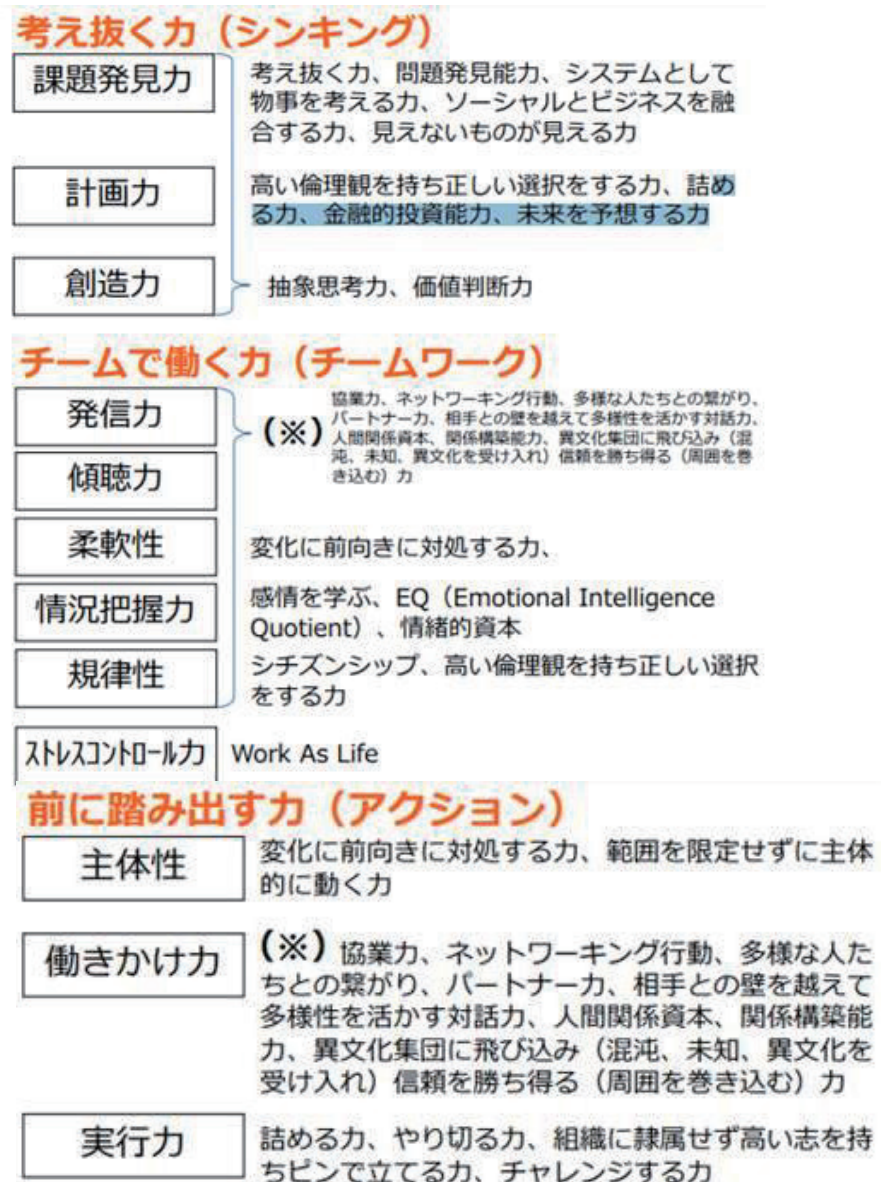 考え抜く力（シンキング）
課題発見力
考え抜く力、問題発見能力、システムとして
物事を考える力、ソーシャルとビジネスを融
合する力、見えないものが見える力
計画力
高い倫理観を持ち正しい選択をする力、詰め
る力、金融的投資能力、未来を予想する力
創造力
抽象思考力、価値判断力
チームで働く力（チームワーク）
発信力
（※）
協業力、ネットワーキング行動、多様な人たちとの繋がり、
パートナー力、相手との壁を越えて多様性を活かす対話力、
人間関係資本、関係構築能力、異文化集団に飛び込み（混
沌、未知、異文化を受け入れ）信頼を勝ち得る（周囲を巻
き込む）力
傾聴力
柔軟性
変化に前向きに対処する力、
情況把握力
感情を学ぶ、EQ（Emotional Intelligence
Quotient）、情緒的資本
規律性
シチズンシップ、高い倫理観を持ち正しい選択
をする力
ｽﾄﾚｽｺﾝﾄﾛｰﾙ力
Work As Life
前に踏み出す力（アクション）
主体性
変化に前向きに対処する力、範囲を限定せずに主体
的に動く力
働きかけ力
（※）協業力、ネットワーキング行動、多様な人た
ちとの繋がり、パートナー力、相手との壁を越えて
多様性を活かす対話力、人間関係資本、関係構築能
力、異文化集団に飛び込み（混沌、未知、異文化を
受け入れ）信頼を勝ち得る（周囲を巻き込む）力
実行力
詰める力、やり切る力、組織に隷属せず高い志を持
ちピンで立てる力、チャレンジする力